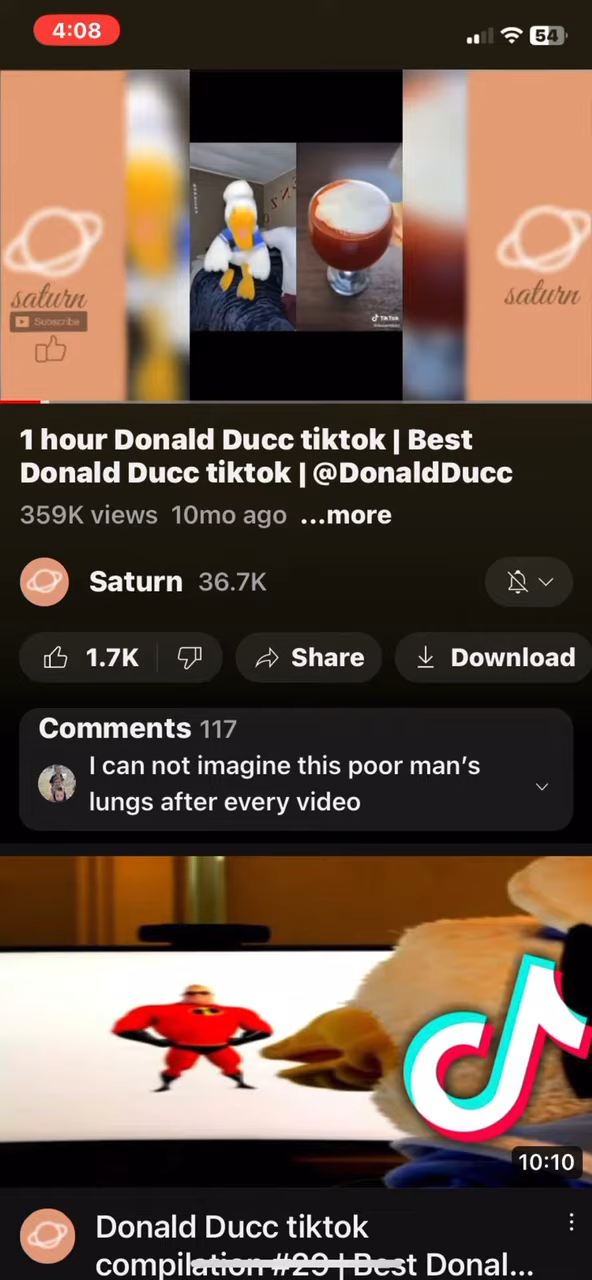 4:08
54
saturn
Subscribe
saturn
TikTok
1 hour Donald Ducc tiktok | Best
Donald Ducc tiktok | @DonaldDucc
359K views 10mo ago ...more
Saturn 36.7K
1.7K
Share
Download
Comments 117
I can not imagine this poor man's
lungs after every video
10:10
Donald Ducc tiktok
compilation #29 | Best Donal...